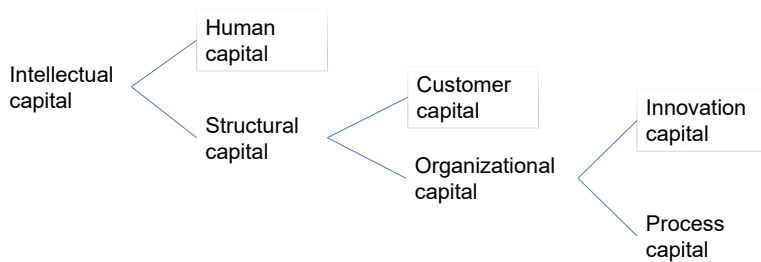 Human
capital
Intellectual
capital
Structural
capital
Customer
capital
Organizational
capital
Innovation
capital
Process
capital